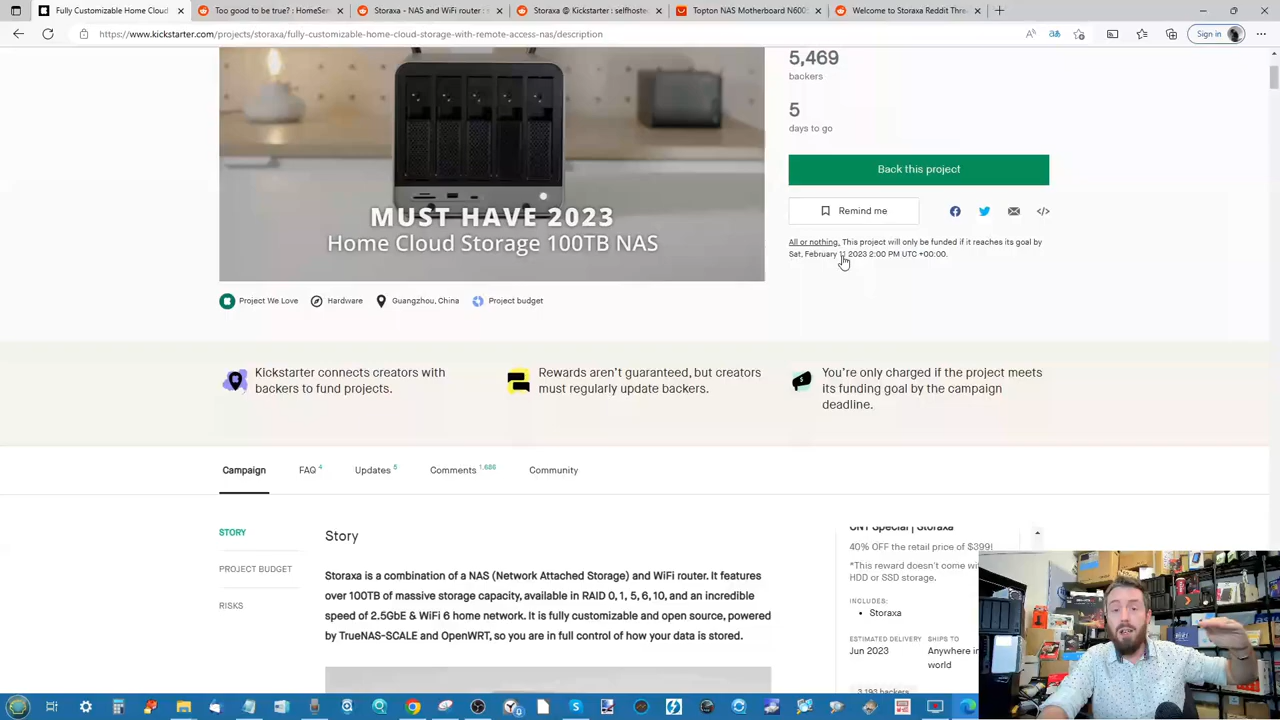 Fully Customizable Home Cloud
Too good to be true? : HomeSer
Storaxa - NAS and WiFi router : s
Storaxa @ Kickstarter : selfhoste
Topton NAS Motherboard N600
Welcome to Storaxa Reddit Thre
https://www.kickstarter.com/projects/storaxa/fully-customizable-home-cloud-storage-with-remote-access-nas/description
Sign in
5,469
backers
5
days to go
Back this project
Remind me
All or nothing. This project will only be funded if it reaches its goal by
Sat, February 11 2023 2:00 PM UTC +00:00.
MUST HAVE 2023
Home Cloud Storage 100TB NAS
Project We Love
Hardware
Guangzhou, China
Project budget
Kickstarter connects creators with
backers to fund projects.
Rewards aren't guaranteed, but creators
must regularly update backers.
You're only charged if the project meets
its funding goal by the campaign
deadline.
Campaign
FAQ 4
Updates 5
Comments 1,688
Community
STORY
PROJECT BUDGET
RISKS
Story
Storaxa is a combination of a NAS (Network Attached Storage) and WiFi router. It features
over 100TB of massive storage capacity, available in RAID 0, 1, 5, 6, 10, and an incredible
speed of 2.5GbE & WiFi 6 home network. It is fully customizable and open source, powered
by TrueNAS-SCALE and OpenWRT, so you are in full control of how your data is stored.
Special | Storaxa
40% OFF the retail price of $399!
*This reward doesn't come wi
HDD or SSD storage.
INCLUDES:
• Storaxa
ESTIMATED DELIVERY
Jun 2023
SHIPS TO
Anywhere in
world
3,193 backers